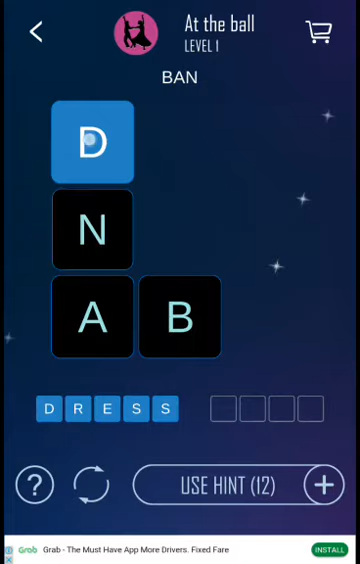 At the ball
LEVEL 1
BAN
D
N
A B
D R E S S
? USE HINT (12) +
Grab Grab - The Must Have App More Drivers. Fixed Fare INSTALL